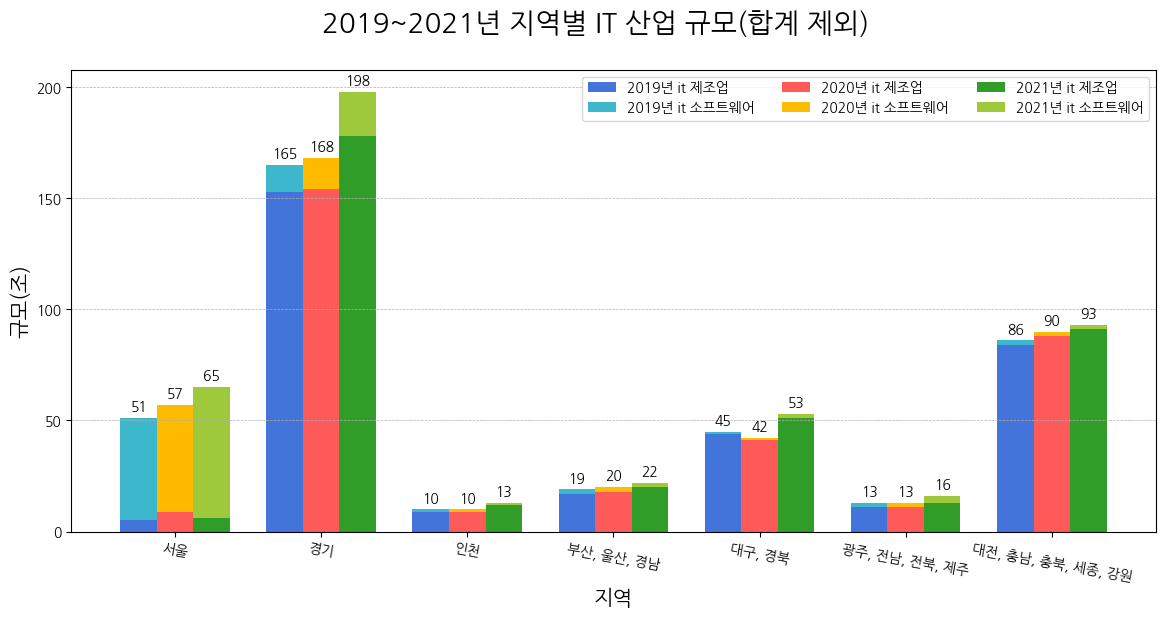 2019~2021년 지역별 IT 산업 규모(합계 제외)
2019년 it 제조업
2019년 it 소프트웨어
2020년 it 제조업
2020년 it 소프트웨어
2021년 it 제조업
2021년 it 소프트웨어
규모(조)
200
150
100
50
0
51
57
65
165
168
198
10
10
13
19
20
22
45
42
53
13
13
16
86
90
93
서울
경기
인천
부산, 울산, 경남
대구, 경북
광주, 전남, 전북, 제주
대전, 충남, 충북, 세종, 강원
지역